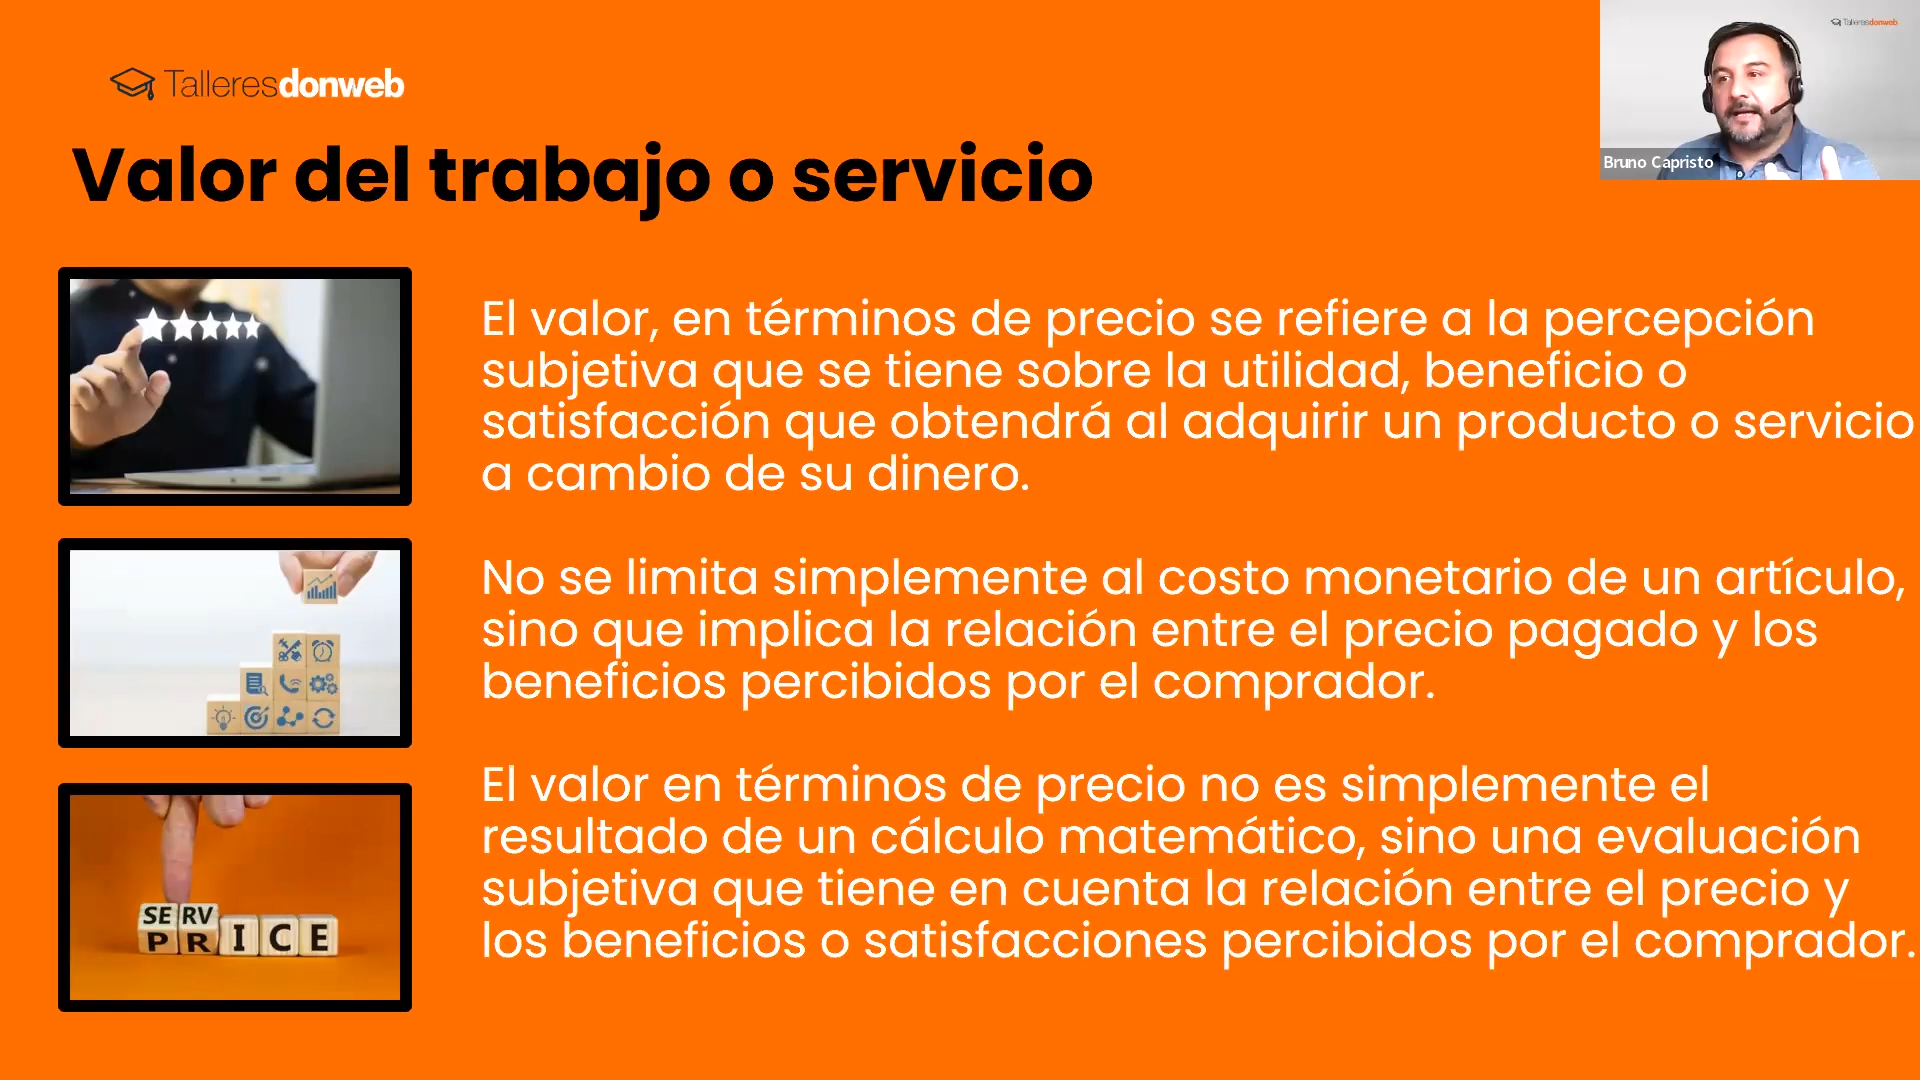 Talleresdonweb
Talleresdonweb
Valor del trabajo o servicio
Bruno Capristo
El valor, en términos de precio se refiere a la percepción
subjetiva que se tiene sobre la utilidad, beneficio o
satisfacción que obtendrá al adquirir un producto o servicio
a cambio de su dinero.
No se limita simplemente al costo monetario de un artículo,
sino que implica la relación entre el precio pagado y los
beneficios percibidos por el comprador.
El valor en términos de precio no es simplemente el
resultado de un cálculo matemático, sino una evaluación
subjetiva que tiene en cuenta la relación entre el precio y
los beneficios o satisfacciones percibidos por el comprador.
SE RV
P R I C E